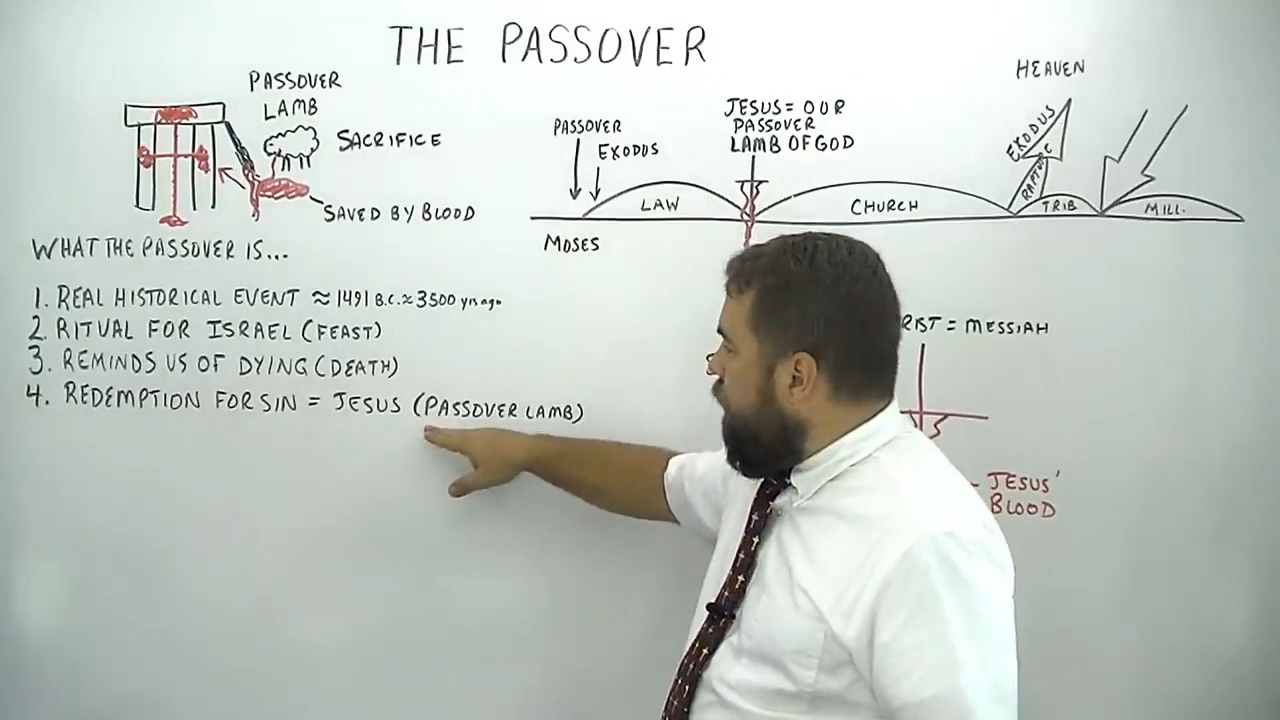 THE PASSOVER
PASSOVER
LAMB
SACRIFICE
SAVED BY BLOOD
WHAT THE PASSOVER IS...
1. REAL HISTORICAL EVENT ≈ 1491 B.C. ≈ 3500 yrs ago
2. RITUAL FOR ISRAEL (FEAST)
3. REMINDS US OF DYING (DEATH)
4. REDEMPTION FOR SIN = JESUS (PASSOVER LAMB)
PASSOVER
EXODUS
LAW
MOSES
JESUS = OUR
PASSOVER
LAMB OF GOD
CHURCH
HEAVEN
EXODUS
RAPTURE
TRIB
MILL.
RIST = MESSIAH
JESUS'
BLOOD